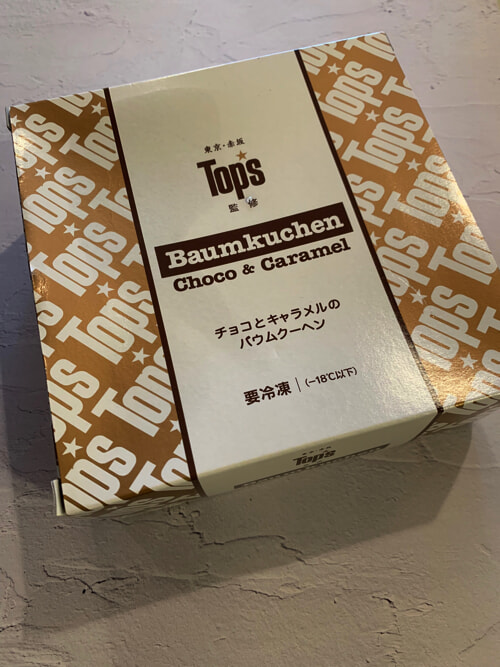 東京・赤坂
Tops
監修
Baumkuchen
Choco & Caramel
チョコとキャラメルの
バウムクーヘン
要冷凍 (−18℃以下)
Tops